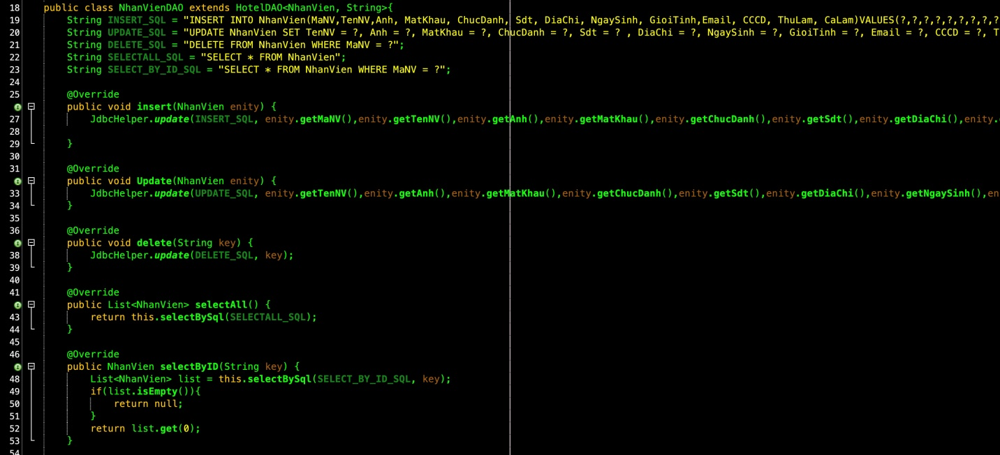 18 public class NhanVienDAO extends HotelDAO<NhanVien, String>{
19 String INSERT_SQL = "INSERT INTO NhanVien(MaNV,TenNV,Anh, MatKhau, ChucDanh, Sdt, DiaChi, NgaySinh, GioiTinh,Email, CCCD, ThuLam, CaLam)VALUES(?,?,?,?,?,?,?,?,?
20 String UPDATE_SQL = "UPDATE NhanVien SET TenNV = ?, Anh = ?, MatKhau = ?, ChucDanh = ?, Sdt = ? , DiaChi = ?, NgaySinh = ?, GioiTinh = ?, Email = ?, CCCD = ?, T
21 String DELETE_SQL = "DELETE FROM NhanVien WHERE MaNV = ?";
22 String SELECTALL_SQL = "SELECT * FROM NhanVien";
23 String SELECT_BY_ID_SQL = "SELECT * FROM NhanVien WHERE MaNV = ?";
24
25 @Override
public void insert(NhanVien enity) {
27 JdbcHelper.update(INSERT_SQL, enity.getMaNV(),enity.getTenNV(),enity.getAnh(),enity.getMatKhau(),enity.getChucDanh(),enity.getSdt(),enity.getDiaChi(),enity.
28
29 }
30
31 @Override
public void Update(NhanVien enity) {
33 JdbcHelper.update(UPDATE_SQL, enity.getTenNV(),enity.getAnh(),enity.getMatKhau(),enity.getChucDanh(),enity.getSdt(),enity.getDiaChi(),enity.getNgaySinh(),en
34 }
35
36 @Override
public void delete(String key) {
38 JdbcHelper.update(DELETE_SQL, key);
39 }
40
41 @Override
public List<NhanVien> selectAll() {
43 return this.selectBySql(SELECTALL_SQL);
44 }
45
46 @Override
public NhanVien selectByID(String key) {
48 List<NhanVien> list = this.selectBySql(SELECT_BY_ID_SQL, key);
49 if(list.isEmpty()){
50 return null;
51 }
52 return list.get(0);
53 }
54